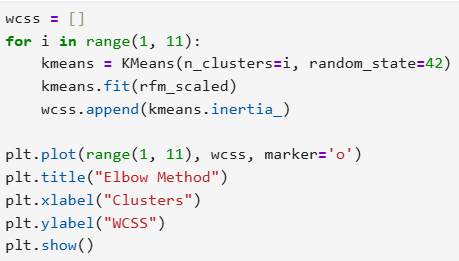 wcss = []
for i in range(1, 11):
    kmeans = KMeans(n_clusters=i, random_state=42)
    kmeans.fit(rfm_scaled)
    wcss.append(kmeans.inertia_)

plt.plot(range(1, 11), wcss, marker='o')
plt.title("Elbow Method")
plt.xlabel("Clusters")
plt.ylabel("WCSS")
plt.show()